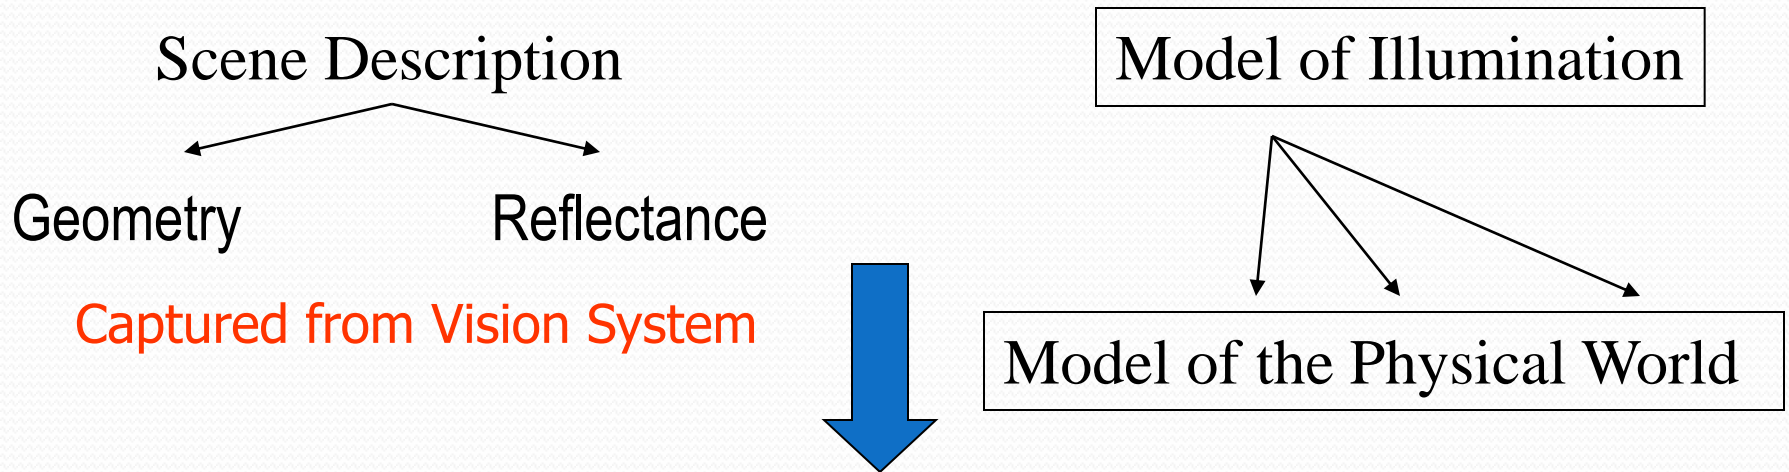 Scene Description
Model of Illumination
Geometry
Reflectance
Captured from Vision System
Model of the Physical World